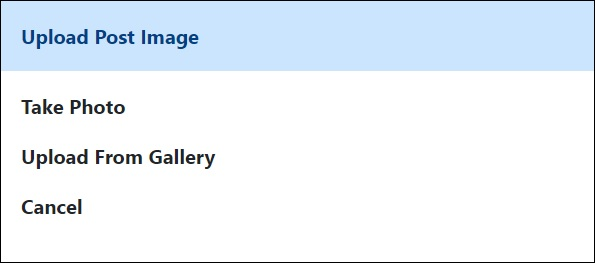 Upload Post Image
Take Photo
Upload From Gallery
Cancel